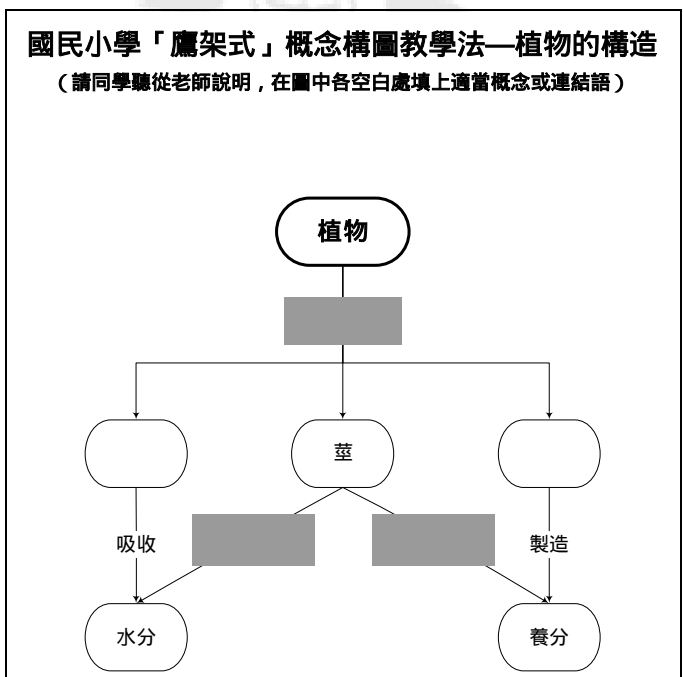 國民小學「鷹架式」概念構圖教學法—植物的構造
（請同學聽從老師說明，在圖中各空白處填上適當概念或連結語）
植物
莖
吸收
製造
水分
養分